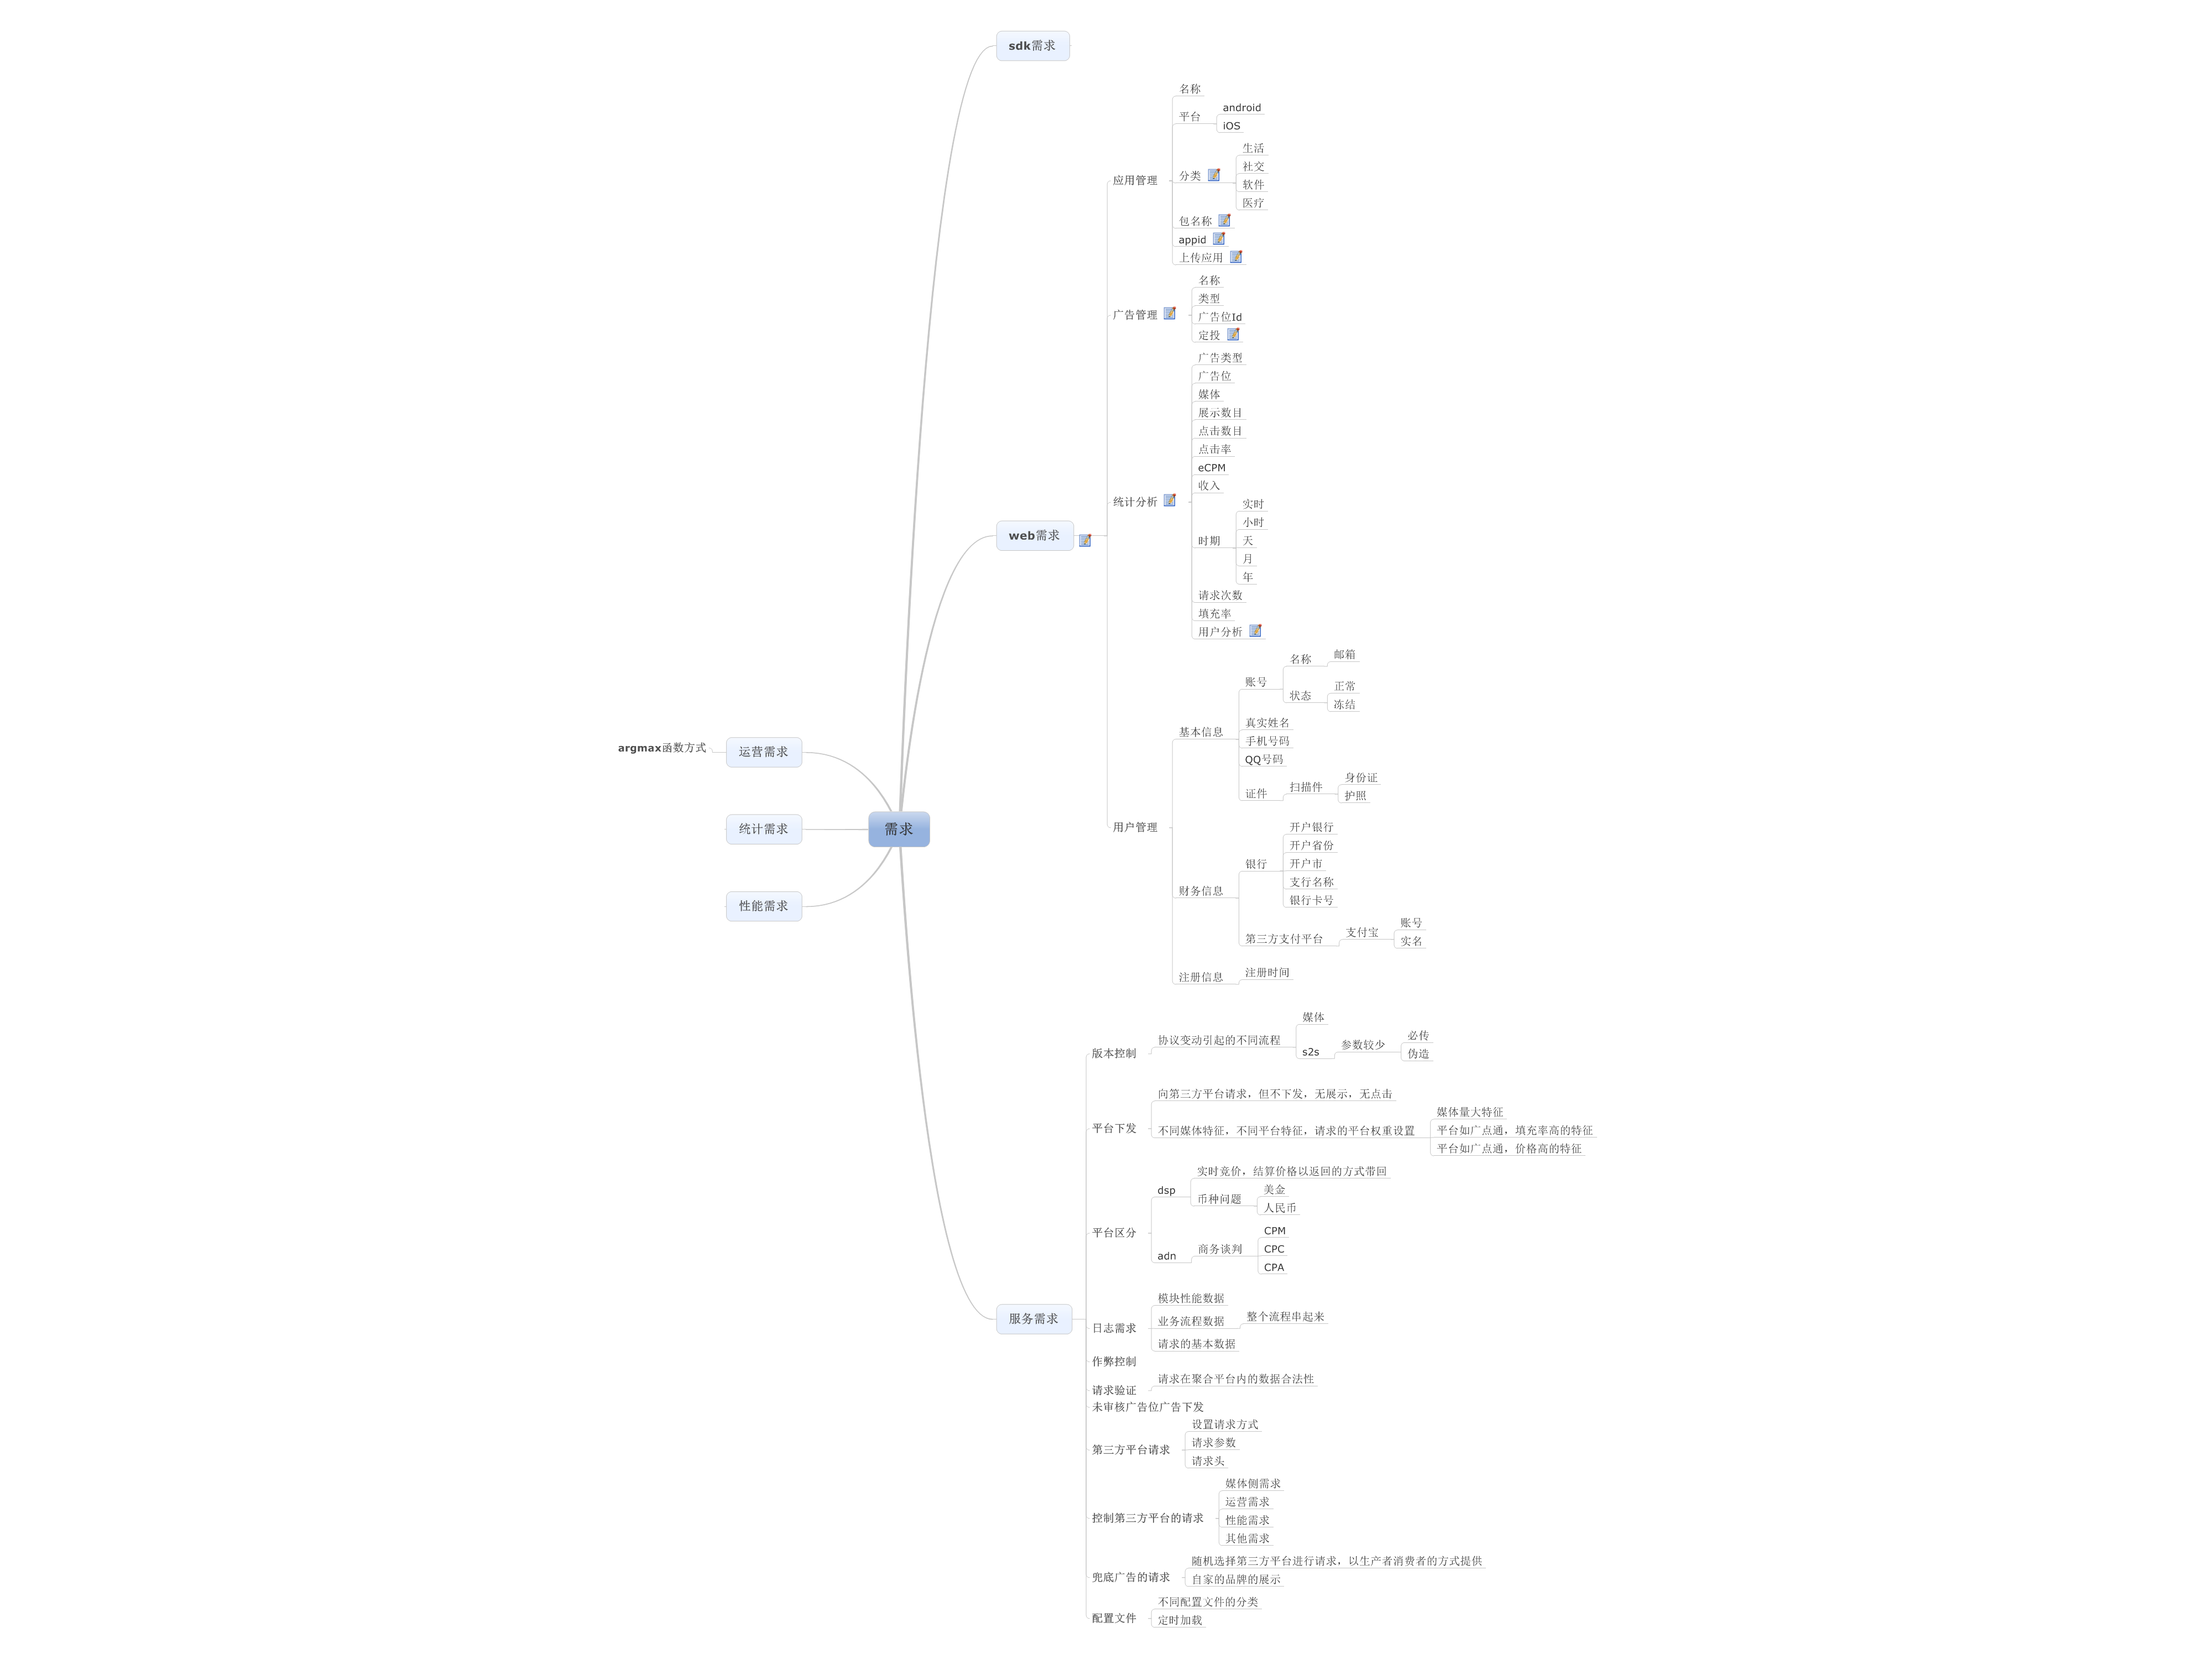 sdk需求
名称
平台
android
iOS
分类
生活
社交
软件
医疗
应用管理
包名称
appid
上传应用
广告管理
名称
类型
广告位Id
定投
统计分析
广告类型
广告位
媒体
展示数目
点击数目
点击率
eCPM
收入
时期
实时
小时
天
月
年
请求次数
填充率
用户分析
web需求
用户管理
基本信息
账号
名称
邮箱
状态
正常
冻结
真实姓名
手机号码
QQ号码
证件
扫描件
身份证
护照
财务信息
银行
开户银行
开户省份
开户市
支行名称
银行卡号
第三方支付平台
支付宝
账号
实名
注册信息
注册时间
argmax函数方式
运营需求
统计需求
需求
性能需求
服务需求
版本控制
协议变动引起的不同流程
媒体
s2s
参数较少
必传
伪造
平台下发
向第三方平台请求，但不下发，无展示，无点击
不同媒体特征，不同平台特征，请求的平台权重设置
媒体量大特征
平台如广点通，填充率高的特征
平台如广点通，价格高的特征
平台区分
dsp
实时竞价，结算价格以返回的方式带回
币种问题
美金
人民币
adn
商务谈判
CPM
CPC
CPA
日志需求
模块性能数据
业务流程数据
整个流程串起来
请求的基本数据
作弊控制
请求验证
请求在聚合平台内的数据合法性
未审核广告位广告下发
第三方平台请求
设置请求方式
请求参数
请求头
控制第三方平台的请求
媒体侧需求
运营需求
性能需求
其他需求
兜底广告的请求
随机选择第三方平台进行请求，以生产者消费者的方式提供
自家的品牌的展示
配置文件
不同配置文件的分类
定时加载